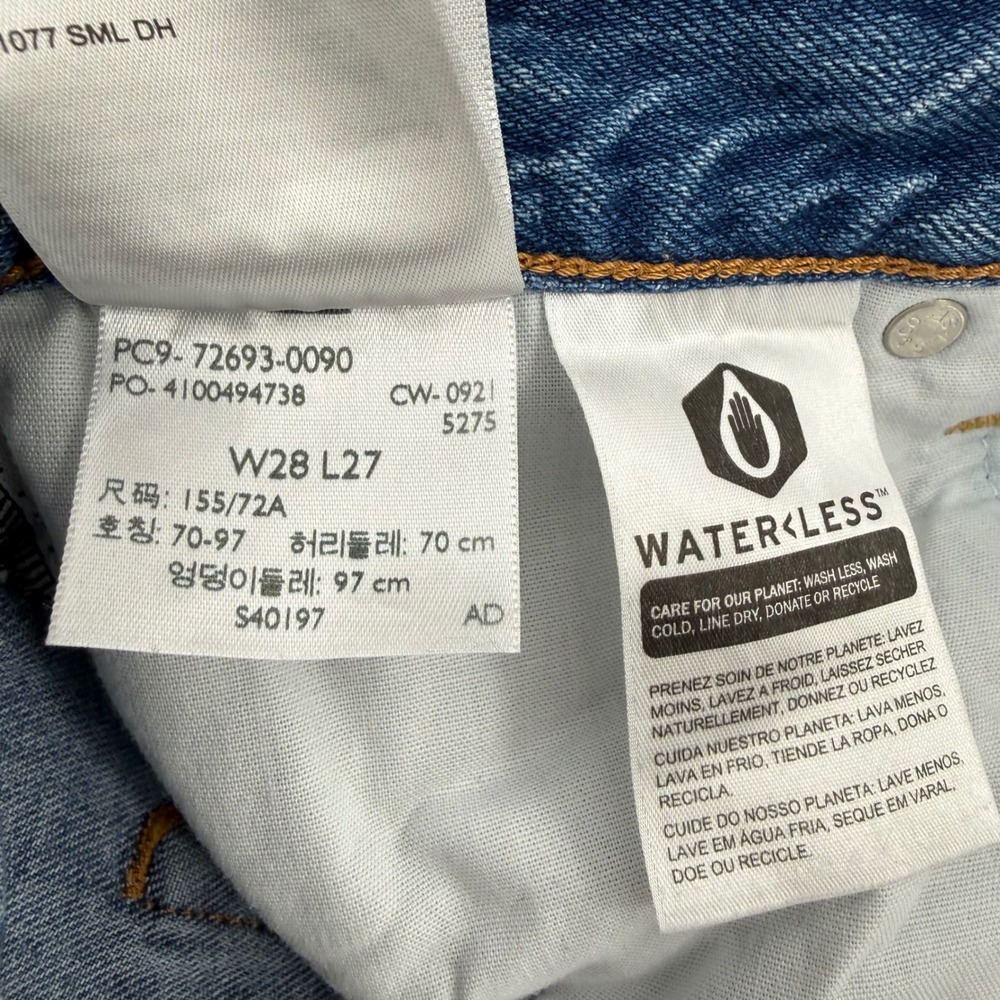 1077 SML DH
PC9- 72693-0090
PO- 4100494738 CW- 0921
5275
W28 L27
尺码: 155/72A
호칭: 70-97 허리둘레: 70 cm
엉덩이둘레: 97 cm
S40197 AD
WATER<LESS™
CARE FOR OUR PLANET: WASH LESS, WASH
COLD, LINE DRY, DONATE OR RECYCLE
PRENEZ SOIN DE NOTRE PLANETE: LAVEZ
MOINS, LAVEZ A FROID, LAISSEZ SECHER
NATURELLEMENT, DONNEZ OU RECYCLEZ
CUIDA NUESTRO PLANETA: LAVA MENOS,
LAVA EN FRIO, TIENDE LA ROPA, DONA O
RECICLA.
CUIDE DO NOSSO PLANETA: LAVE MENOS,
LAVE EM ÁGUA FRIA, SEQUE EM VARAL,
DOE OU RECICLE.